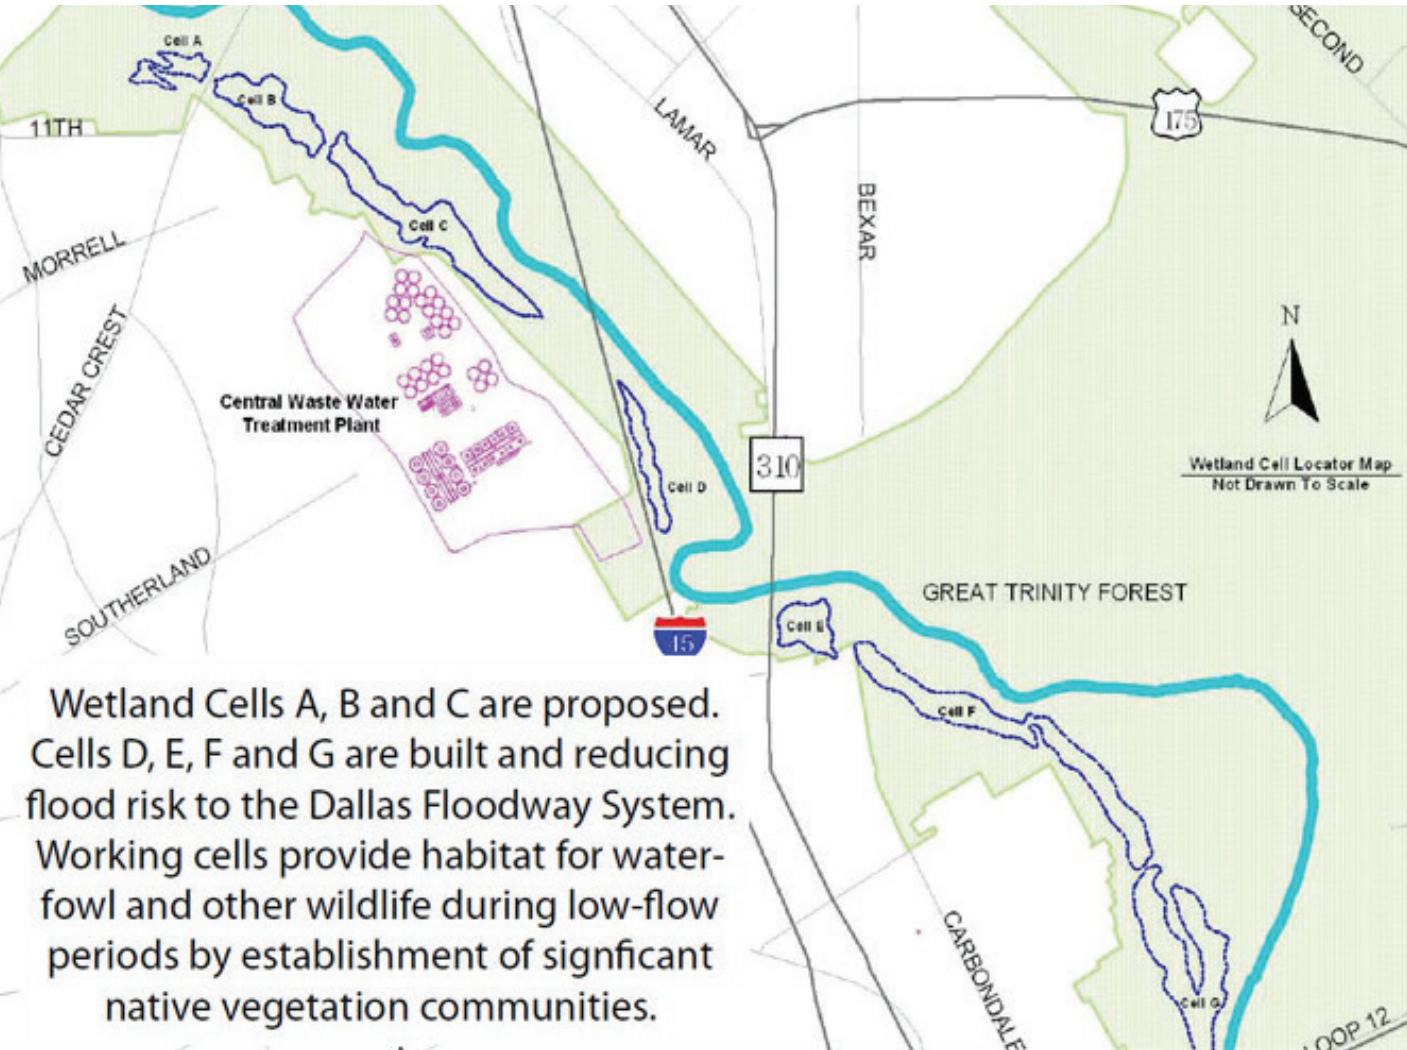 Cell A
SECOND
Cell B
11TH
LAMAR
175
BEXAR
Cell C
MORRELL
N
CEDAR CREST
Central Waste Water
Treatment Plant
310
Wetland Cell Locator Map
Not Drawn To Scale
Cell D
SOUTHERLAND
GREAT TRINITY FOREST
45
Cell E
Cell F
Wetland Cells A, B and C are proposed.
Cells D, E, F and G are built and reducing
flood risk to the Dallas Floodway System.
Working cells provide habitat for water-
fowl and other wildlife during low-flow
periods by establishment of signficant
native vegetation communities.
CARBONDALE
Cell G
LOOP 12